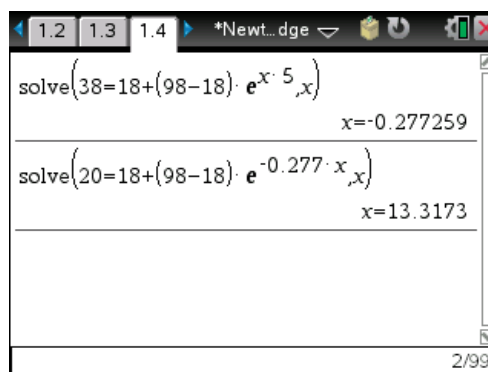 1.2 1.3 1.4 *Newt…dge
solve(38=18+(98−18)·e^(x·5),x)
x=-0.277259
solve(20=18+(98−18)·e^(-0.277·x),x)
x=13.3173
2/99